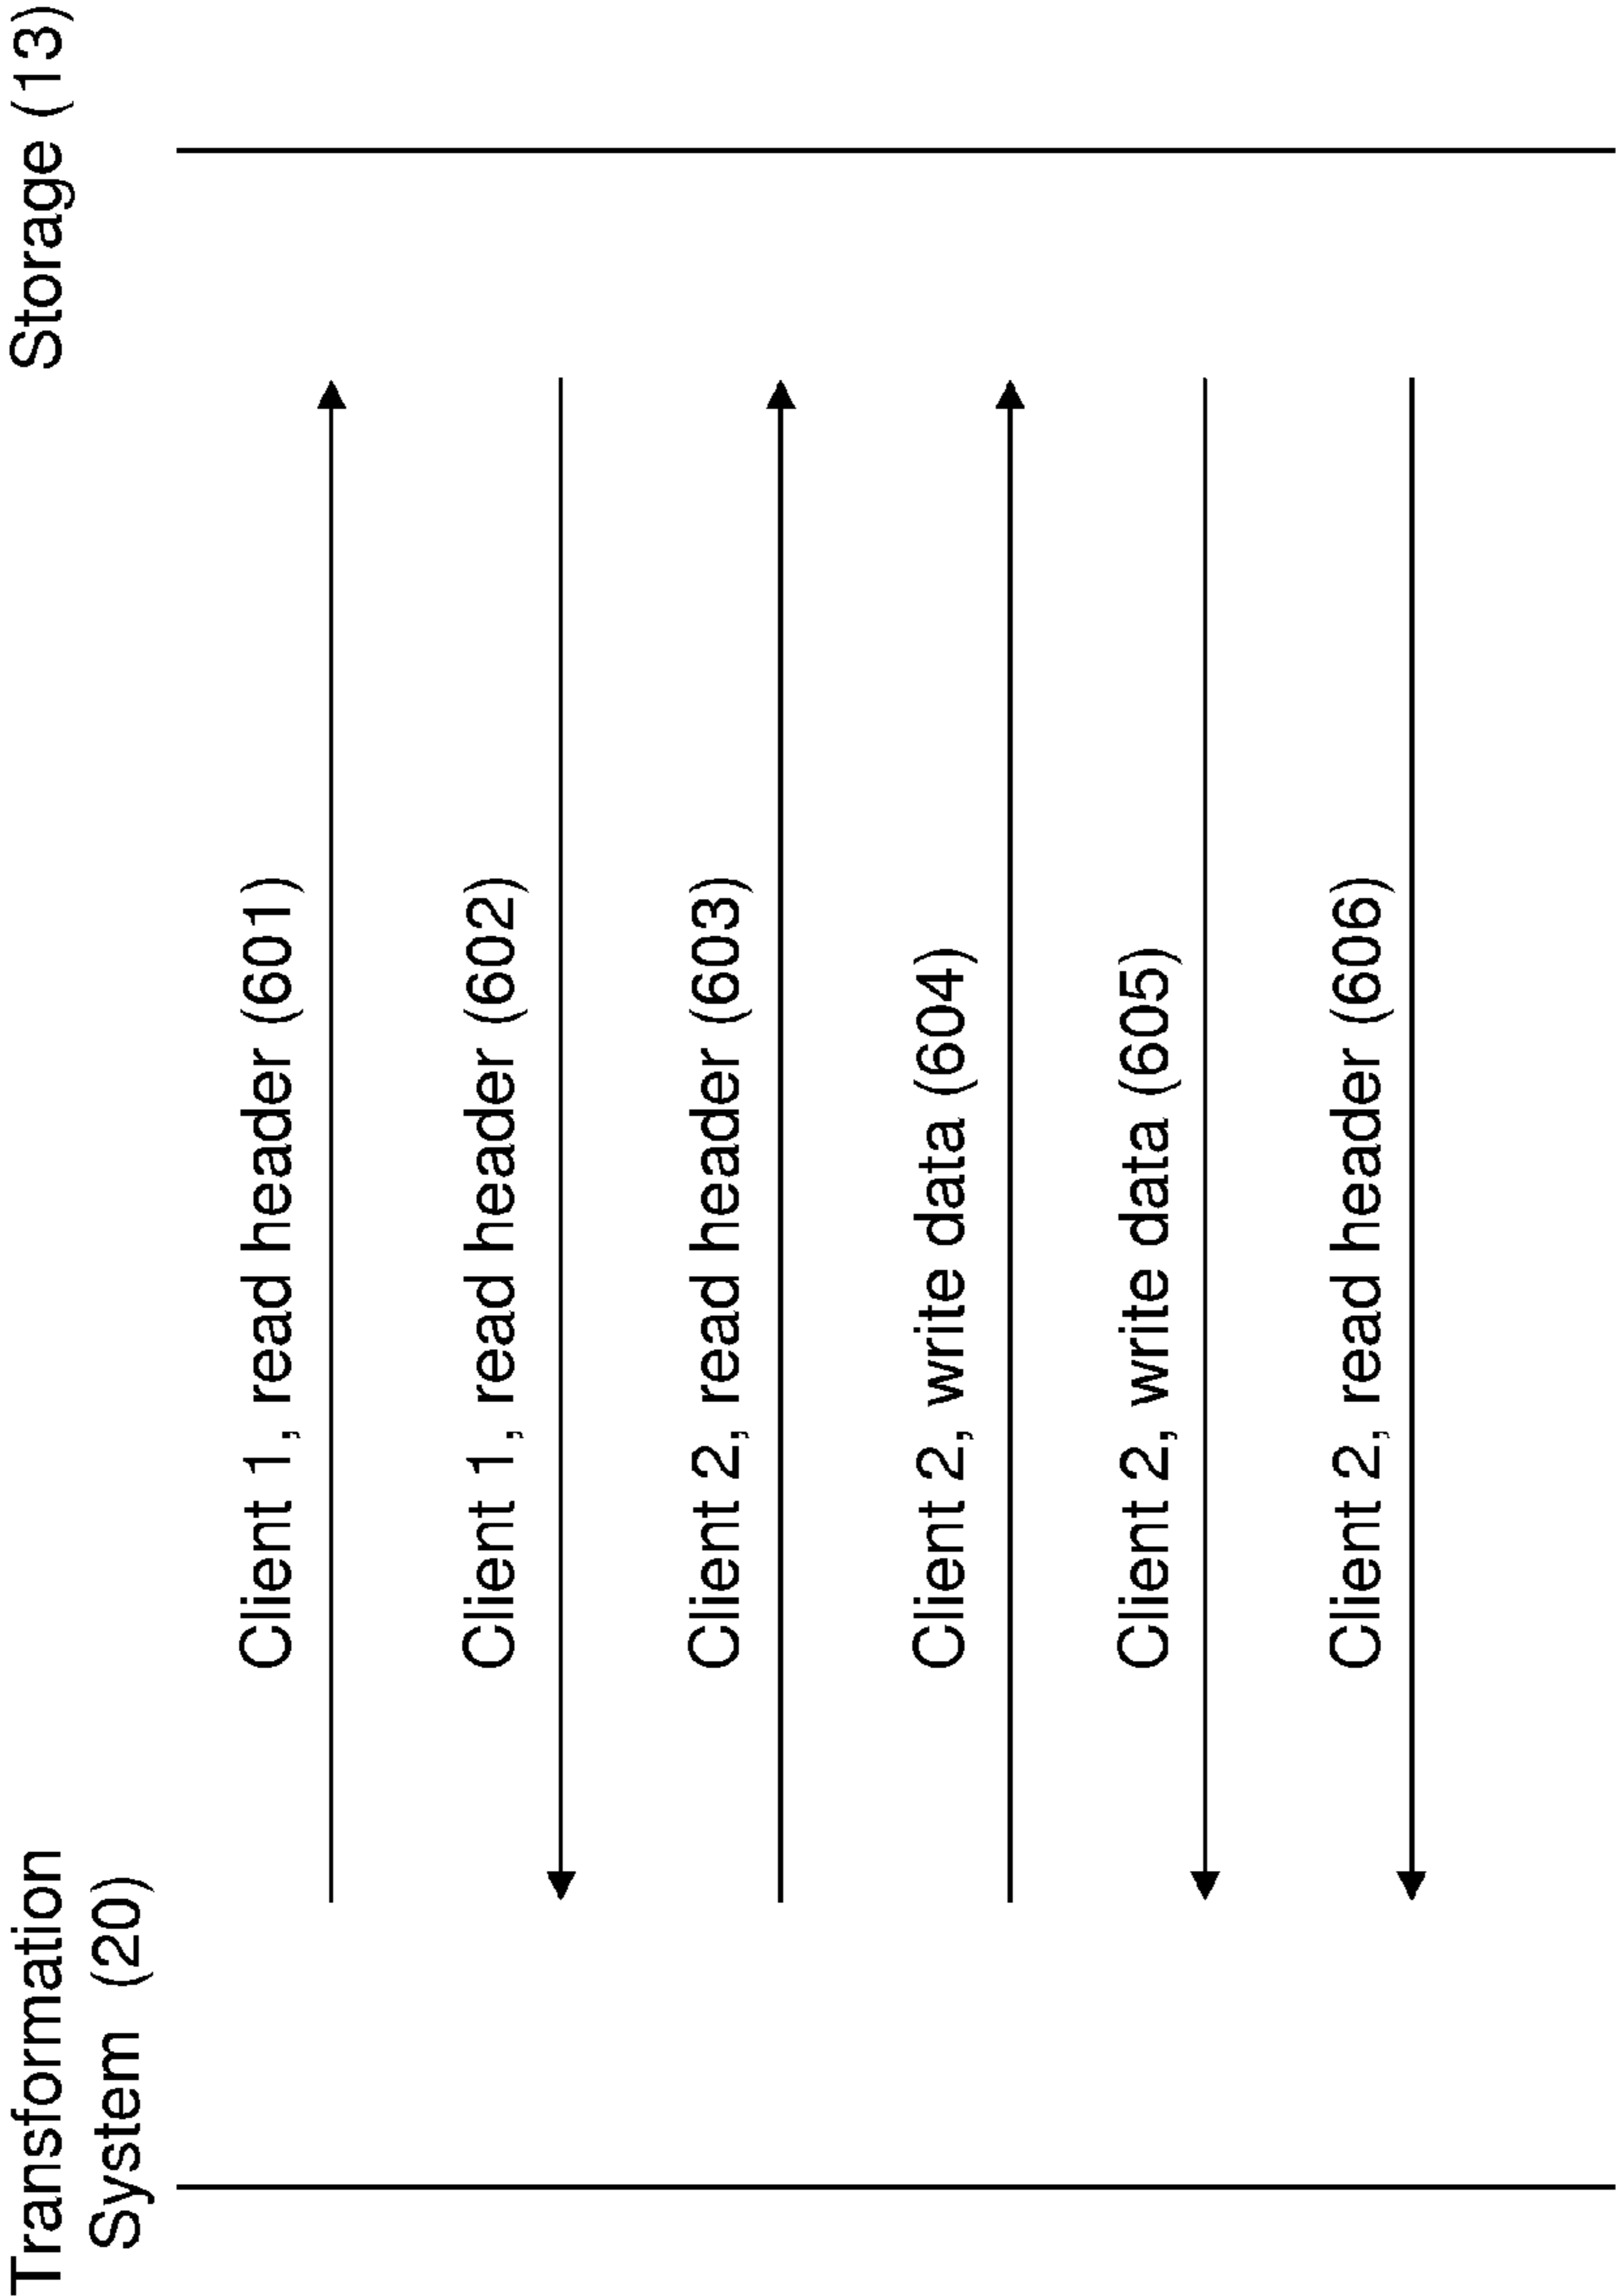 Transformation
System (20)
Storage (13)
Client 1, read header (601)
Client 1, read header (602)
Client 2, read header (603)
Client 2, write data (604)
Client 2, write data (605)
Client 2, read header (606)